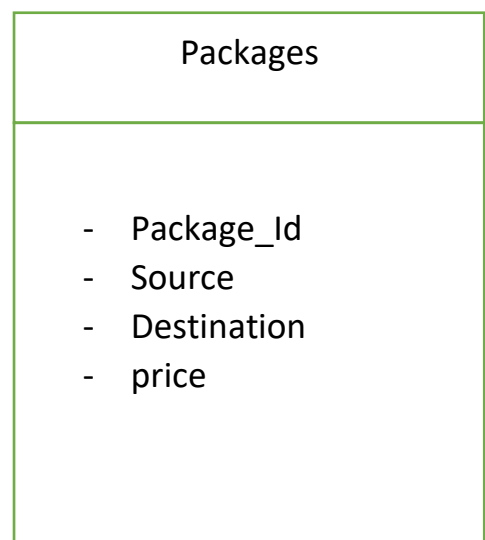 Packages
- Package_Id
- Source
- Destination
- price